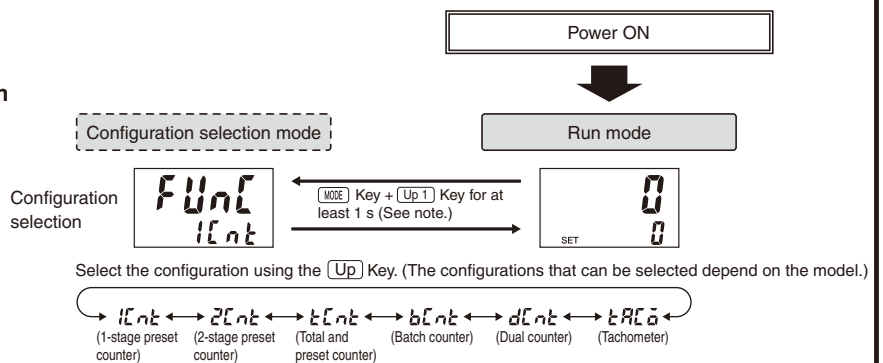 Power ON
n
Configuration selection mode
Run mode
Configuration
selection
FUnC
1Cnt
MODE Key + Up 1 Key for at
least 1 s (See note.)
0
SET 0
Select the configuration using the Up Key. (The configurations that can be selected depend on the model.)
1Cnt 2Cnt tCnt bCnt dCnt tACo
(1-stage preset
counter)
(2-stage preset
counter)
(Total and
preset counter)
(Batch counter)
(Dual counter)
(Tachometer)